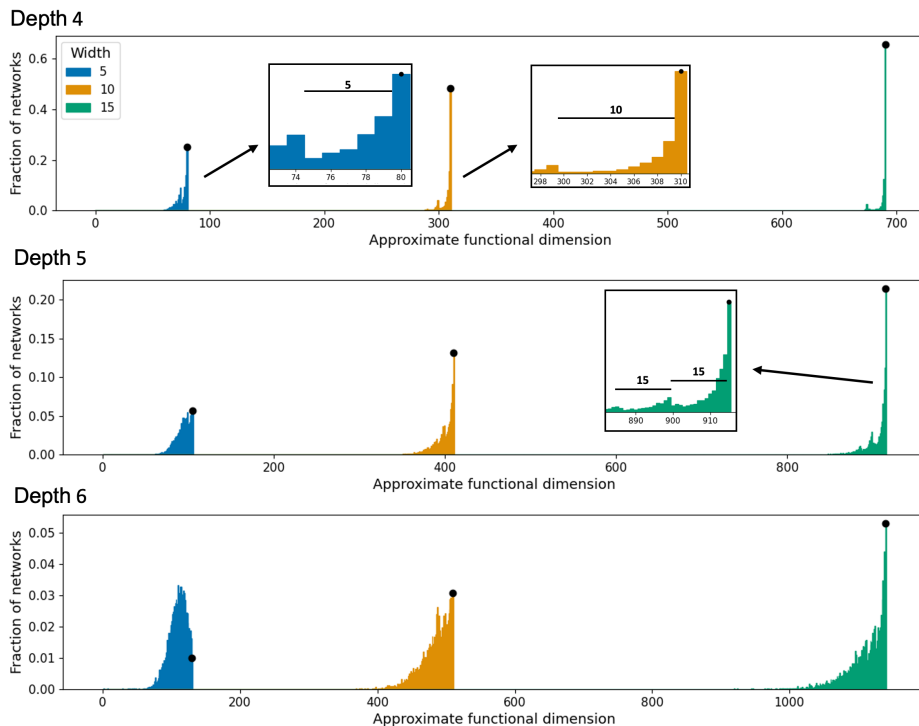 Depth 4
Fraction of networks
0.6
0.4
0.2
0.0
Width
5
10
15
5
74 76 78 80
10
298 300 302 304 306 308 310
0 100 200 300 400 500 600 700
Approximate functional dimension
Depth 5
Fraction of networks
0.20
0.15
0.10
0.05
0.00
15
15
890 900 910
0 200 400 600 800
Approximate functional dimension
Depth 6
Fraction of networks
0.05
0.04
0.03
0.02
0.01
0.00
0 200 400 600 800 1000
Approximate functional dimension